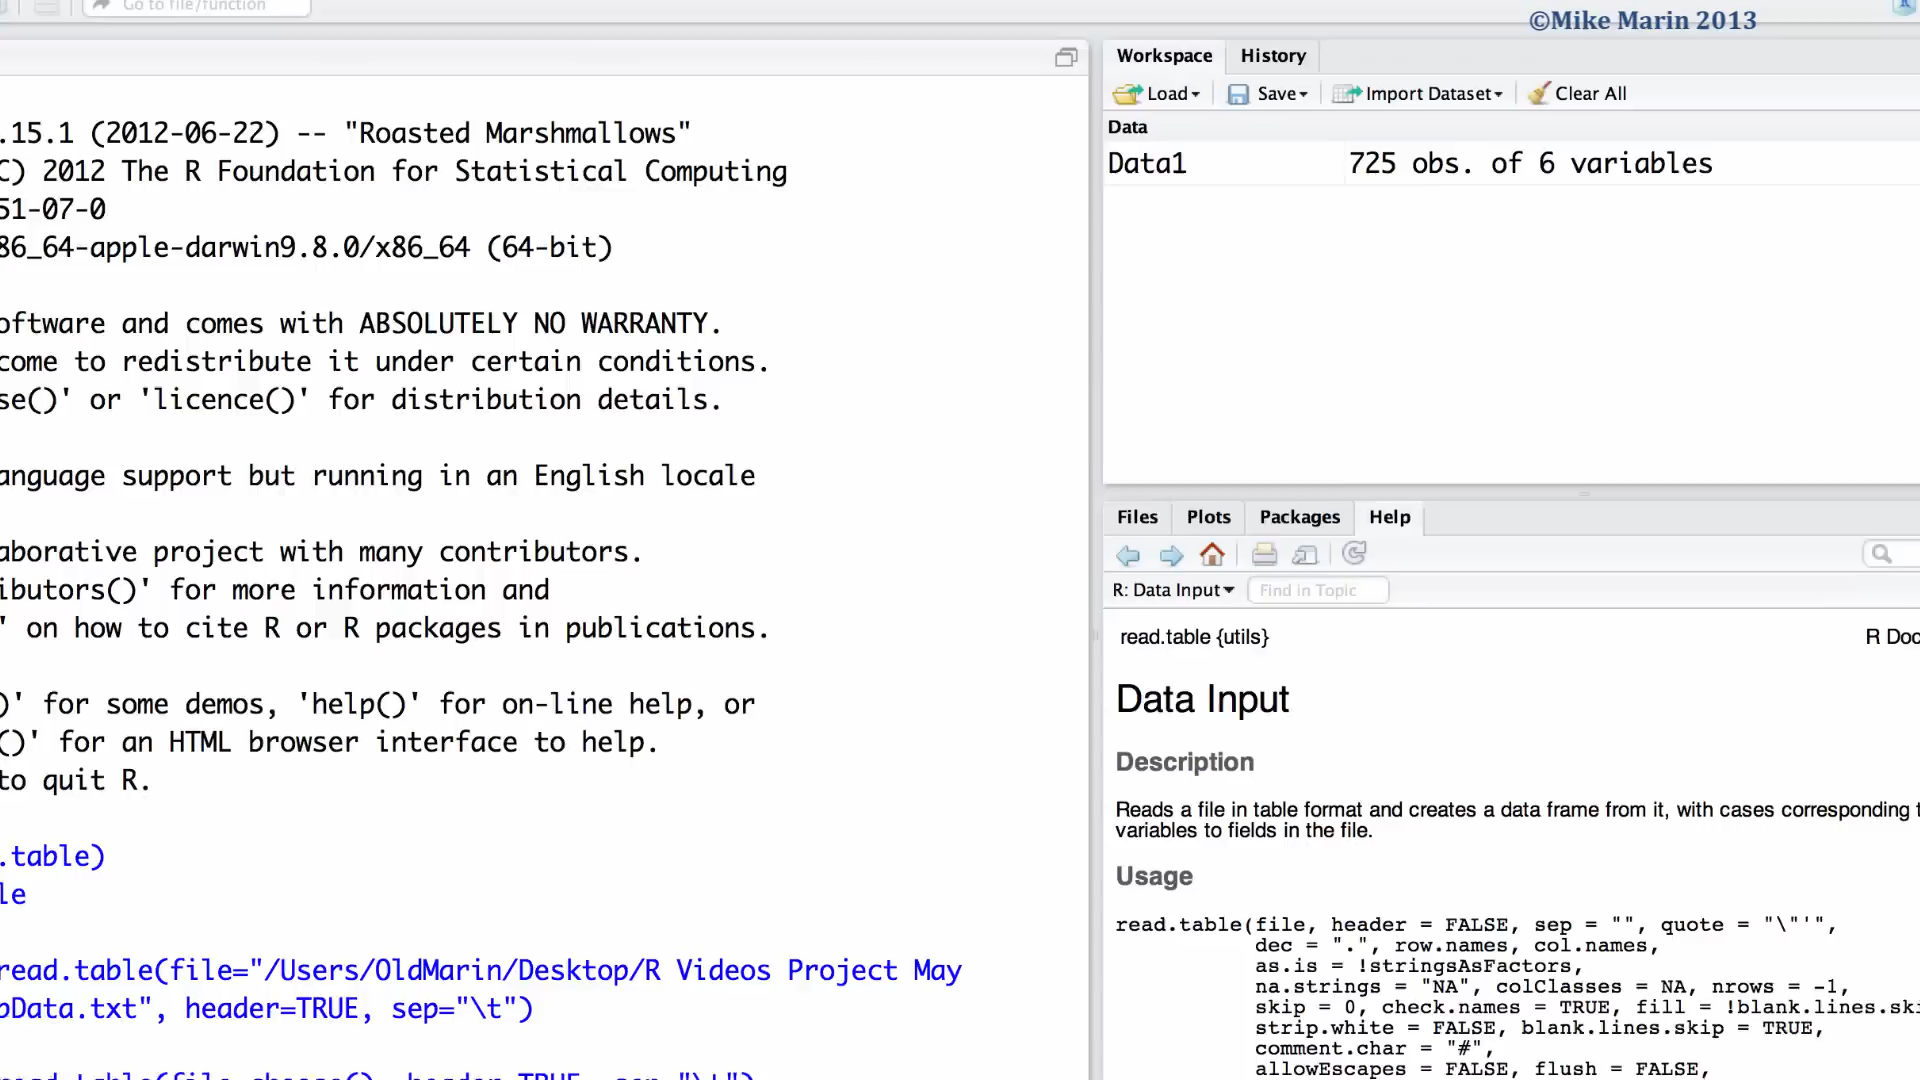 Go to file/function
©Mike Marin 2013
.15.1 (2012-06-22) -- "Roasted Marshmallows"
C) 2012 The R Foundation for Statistical Computing
51-07-0
86_64-apple-darwin9.8.0/x86_64 (64-bit)
oftware and comes with ABSOLUTELY NO WARRANTY.
come to redistribute it under certain conditions.
se()' or 'licence()' for distribution details.
anguage support but running in an English locale
aborative project with many contributors.
ibutors()' for more information and
' on how to cite R or R packages in publications.
)' for some demos, 'help()' for on-line help, or
()' for an HTML browser interface to help.
to quit R.
.table)
le
read.table(file="/Users/OldMarin/Desktop/R Videos Project May
pData.txt", header=TRUE, sep="\t")
read.table(file.choose(), header=TRUE, sep="\t")
Workspace History
Load Save Import Dataset Clear All
Data
Data1 725 obs. of 6 variables
Files Plots Packages Help
R: Data Input Find in Topic
read.table {utils} R Doc
Data Input
Description
Reads a file in table format and creates a data frame from it, with cases corresponding t
variables to fields in the file.
Usage
read.table(file, header = FALSE, sep = "", quote = "\"'",
dec = ".", row.names, col.names,
as.is = !stringsAsFactors,
na.strings = "NA", colClasses = NA, nrows = -1,
skip = 0, check.names = TRUE, fill = !blank.lines.ski
strip.white = FALSE, blank.lines.skip = TRUE,
comment.char = "#",
allowEscapes = FALSE, flush = FALSE,